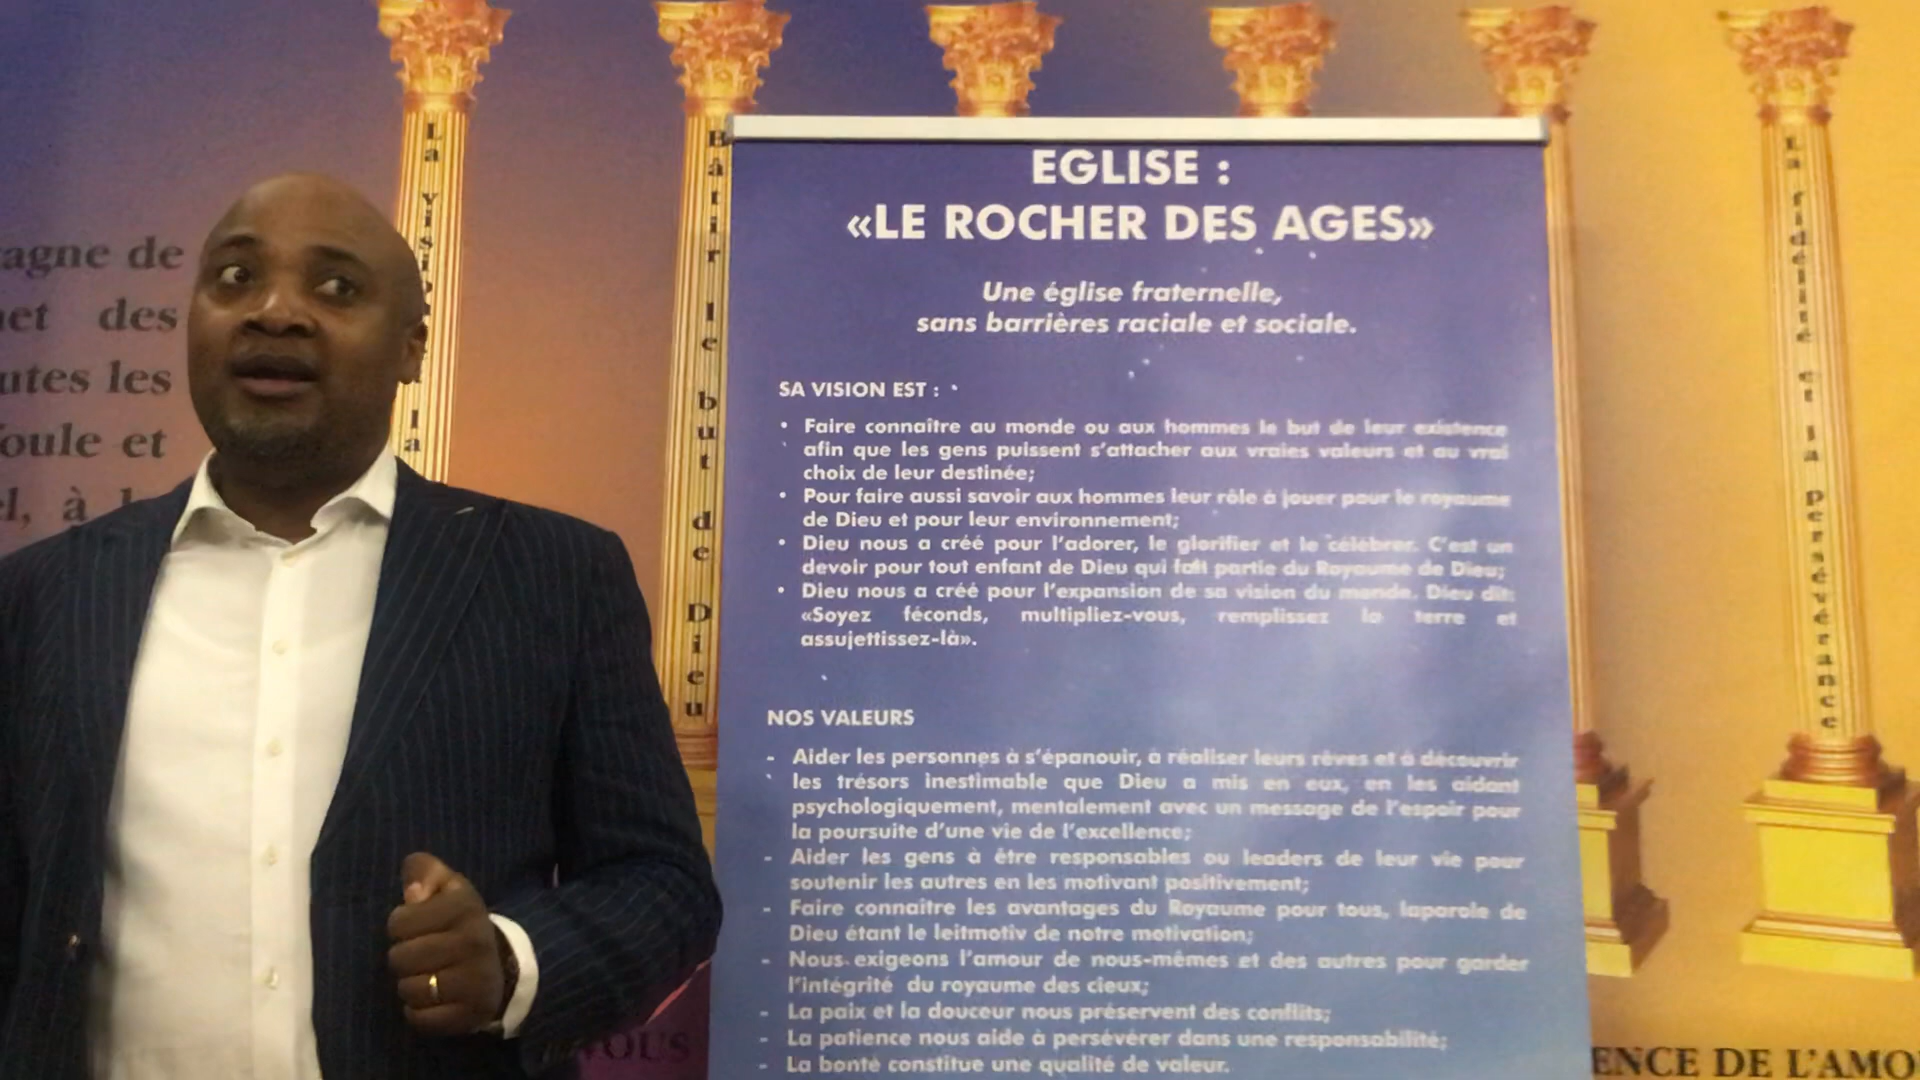 agne de
et des
utes les
oule et
el, à
La vision
la
Bâtir le but de Dieu
EGLISE :
«LE ROCHER DES AGES»
Une église fraternelle,
sans barrières raciale et sociale.
SA VISION EST :
• Faire connaître au monde ou aux hommes le but de leur existence
afin que les gens puissent s'attacher aux vraies valeurs et au vrai
choix de leur destinée;
• Pour faire aussi savoir aux hommes leur rôle à jouer pour le royaume
de Dieu et pour leur environnement;
• Dieu nous a créé pour l'adorer, le glorifier et le célébrer. C'est un
devoir pour tout enfant de Dieu qui fait partie du Royaume de Dieu;
• Dieu nous a créé pour l'expansion de sa vision du monde. Dieu dit:
«Soyez féconds, multipliez-vous, remplissez la terre et
assujettissez-là».
NOS VALEURS
- Aider les personnes à s'épanouir, à réaliser leurs rêves et à découvrir
les trésors inestimable que Dieu a mis en eux, en les aidant
psychologiquement, mentalement avec un message de l'espoir pour
la poursuite d'une vie de l'excellence;
- Aider les gens à être responsables ou leaders de leur vie pour
soutenir les autres en les motivant positivement;
- Faire connaître les avantages du Royaume pour tous, laparole de
Dieu étant le leitmotiv de notre motivation;
- Nous exigeons l'amour de nous-mêmes et des autres pour garder
l'intégrité du royaume des cieux;
- La paix et la douceur nous préservent des conflits;
- La patience nous aide à persévérer dans une responsabilité;
- La bonté constitue une qualité de valeur.
La fidélité et la persévérance
VOUS
ENCE DE L'AMO